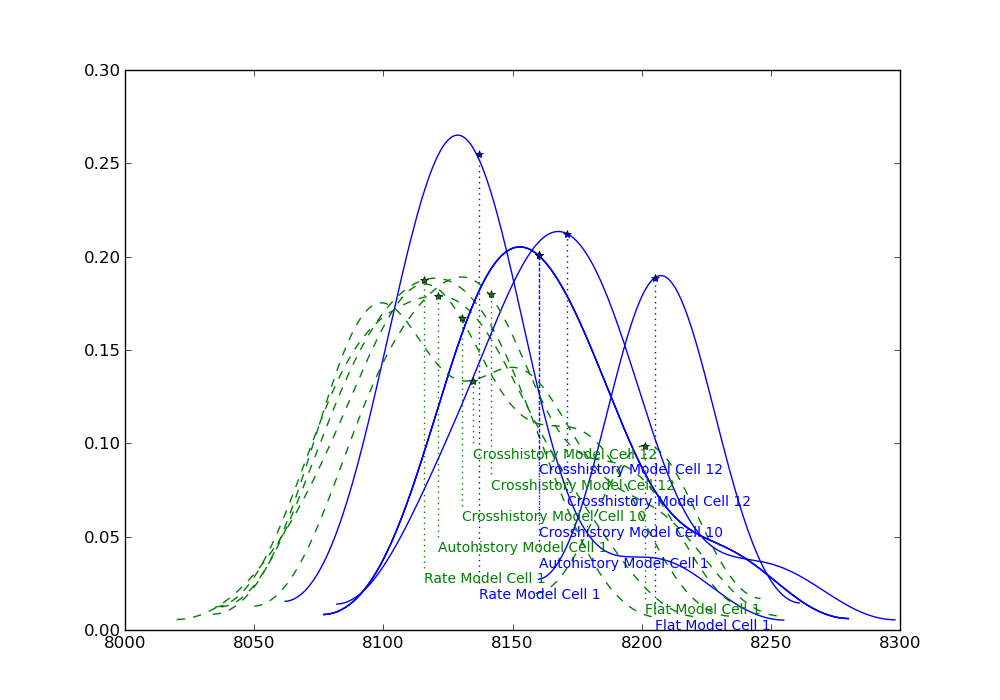 0.30
0.25
0.20
0.15
0.10
Crosshistory Model Cell 12
Crosshistory Model Cell 12
Crosshistory Model Cell 12
Crosshistory Model Cell 12
Crosshistory Model Cell 10
Crosshistory Model Cell 10
0.05
Autohistory Model Cell 1
Autohistory Model Cell 1
Rate Model Cell 1
Rate Model Cell 1
Flat Model Cell 1
Flat Model Cell 1
0.00
8000 8050 8100 8150 8200 8250 8300